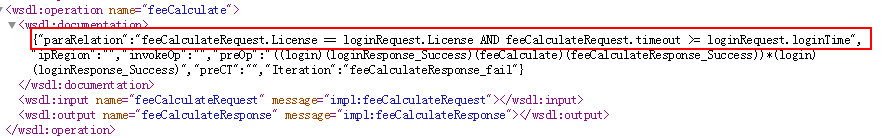 <wsdl:operation name="feeCalculate">
<wsdl:documentation>
{"paraRelation":"feeCalculateRequest.License == loginRequest.License AND feeCalculateRequest.timeout >= loginRequest.loginTime",
"ipRegion":"","invokeOp":"","preOp":"((login)(loginResponse_Success)(feeCalculate)(feeCalculateResponse_Success))*(login)
(loginResponse_Success)","preCT":"","Iteration":"feeCalculateResponse_fail"}
</wsdl:documentation>
<wsdl:input name="feeCalculateRequest" message="impl:feeCalculateRequest"></wsdl:input>
<wsdl:output name="feeCalculateResponse" message="impl:feeCalculateResponse"></wsdl:output>
</wsdl:operation>